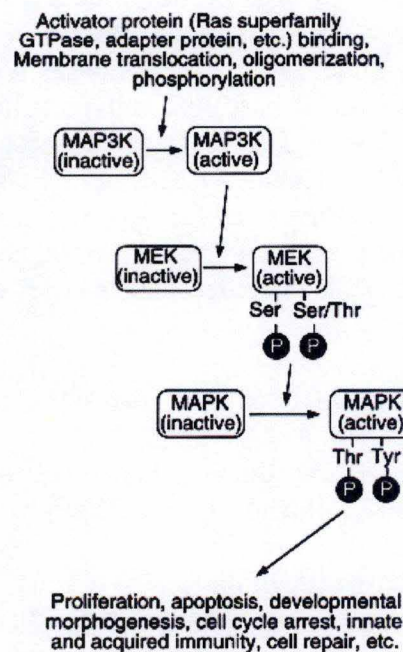 Activator protein (Ras superfamily
GTPase, adapter protein, etc.) binding,
Membrane translocation, oligomerization,
phosphorylation
MAP3K
(inactive)
MAP3K
(active)
MEK
(inactive)
MEK
(active)
Ser Ser/Thr
P P
MAPK
(inactive)
MAPK
(active)
Thr Tyr
P P
Proliferation, apoptosis, developmental
morphogenesis, cell cycle arrest, innate
and acquired immunity, cell repair, etc.